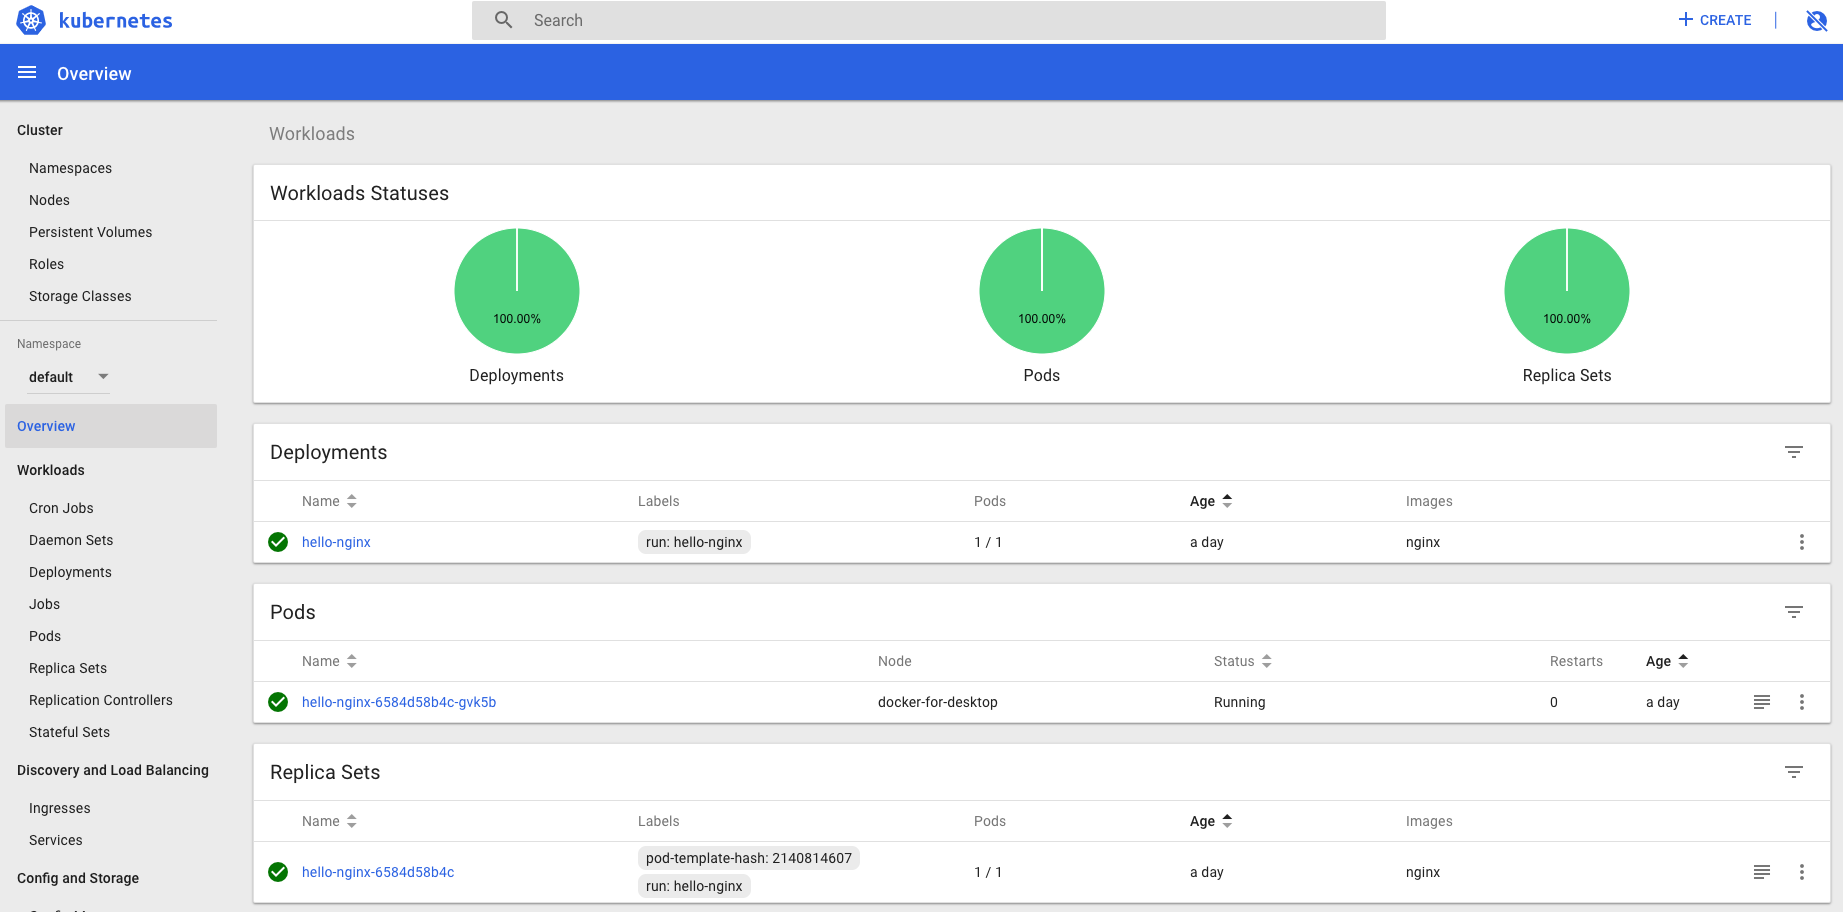 kubernetes
Search
CREATE
Overview
Cluster
Namespaces
Nodes
Persistent Volumes
Roles
Storage Classes
Namespace
default
Overview
Workloads
Cron Jobs
Daemon Sets
Deployments
Jobs
Pods
Replica Sets
Replication Controllers
Stateful Sets
Discovery and Load Balancing
Ingresses
Services
Config and Storage
Workloads
Workloads Statuses
100.00% 100.00% 100.00%
Deployments Pods Replica Sets
Deployments
Name Labels Pods Age Images
hello-nginx run: hello-nginx 1 / 1 a day nginx
Pods
Name Node Status Restarts Age
hello-nginx-6584d58b4c-gvk5b docker-for-desktop Running 0 a day
Replica Sets
Name Labels Pods Age Images
pod-template-hash: 2140814607
hello-nginx-6584d58b4c 1 / 1 a day nginx
run: hello-nginx